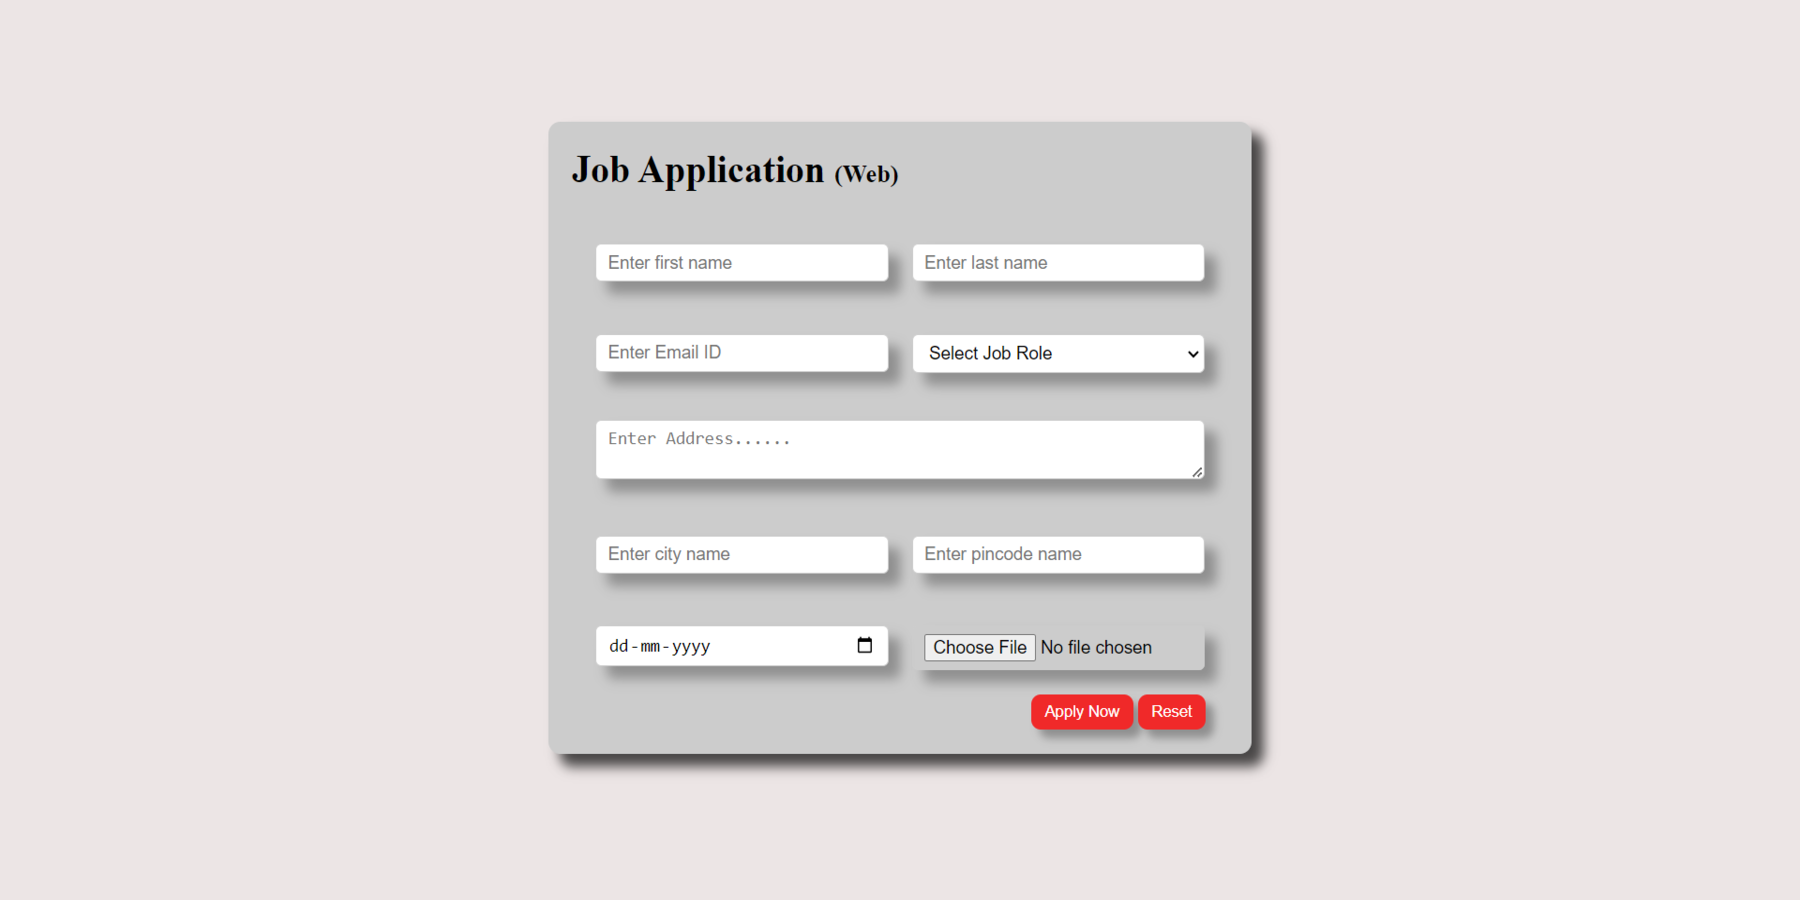 Job Application (Web)
Enter first name
Enter last name
Enter Email ID
Select Job Role
Enter Address......
Enter city name
Enter pincode name
dd-mm-yyyy
Choose File No file chosen
Apply Now
Reset